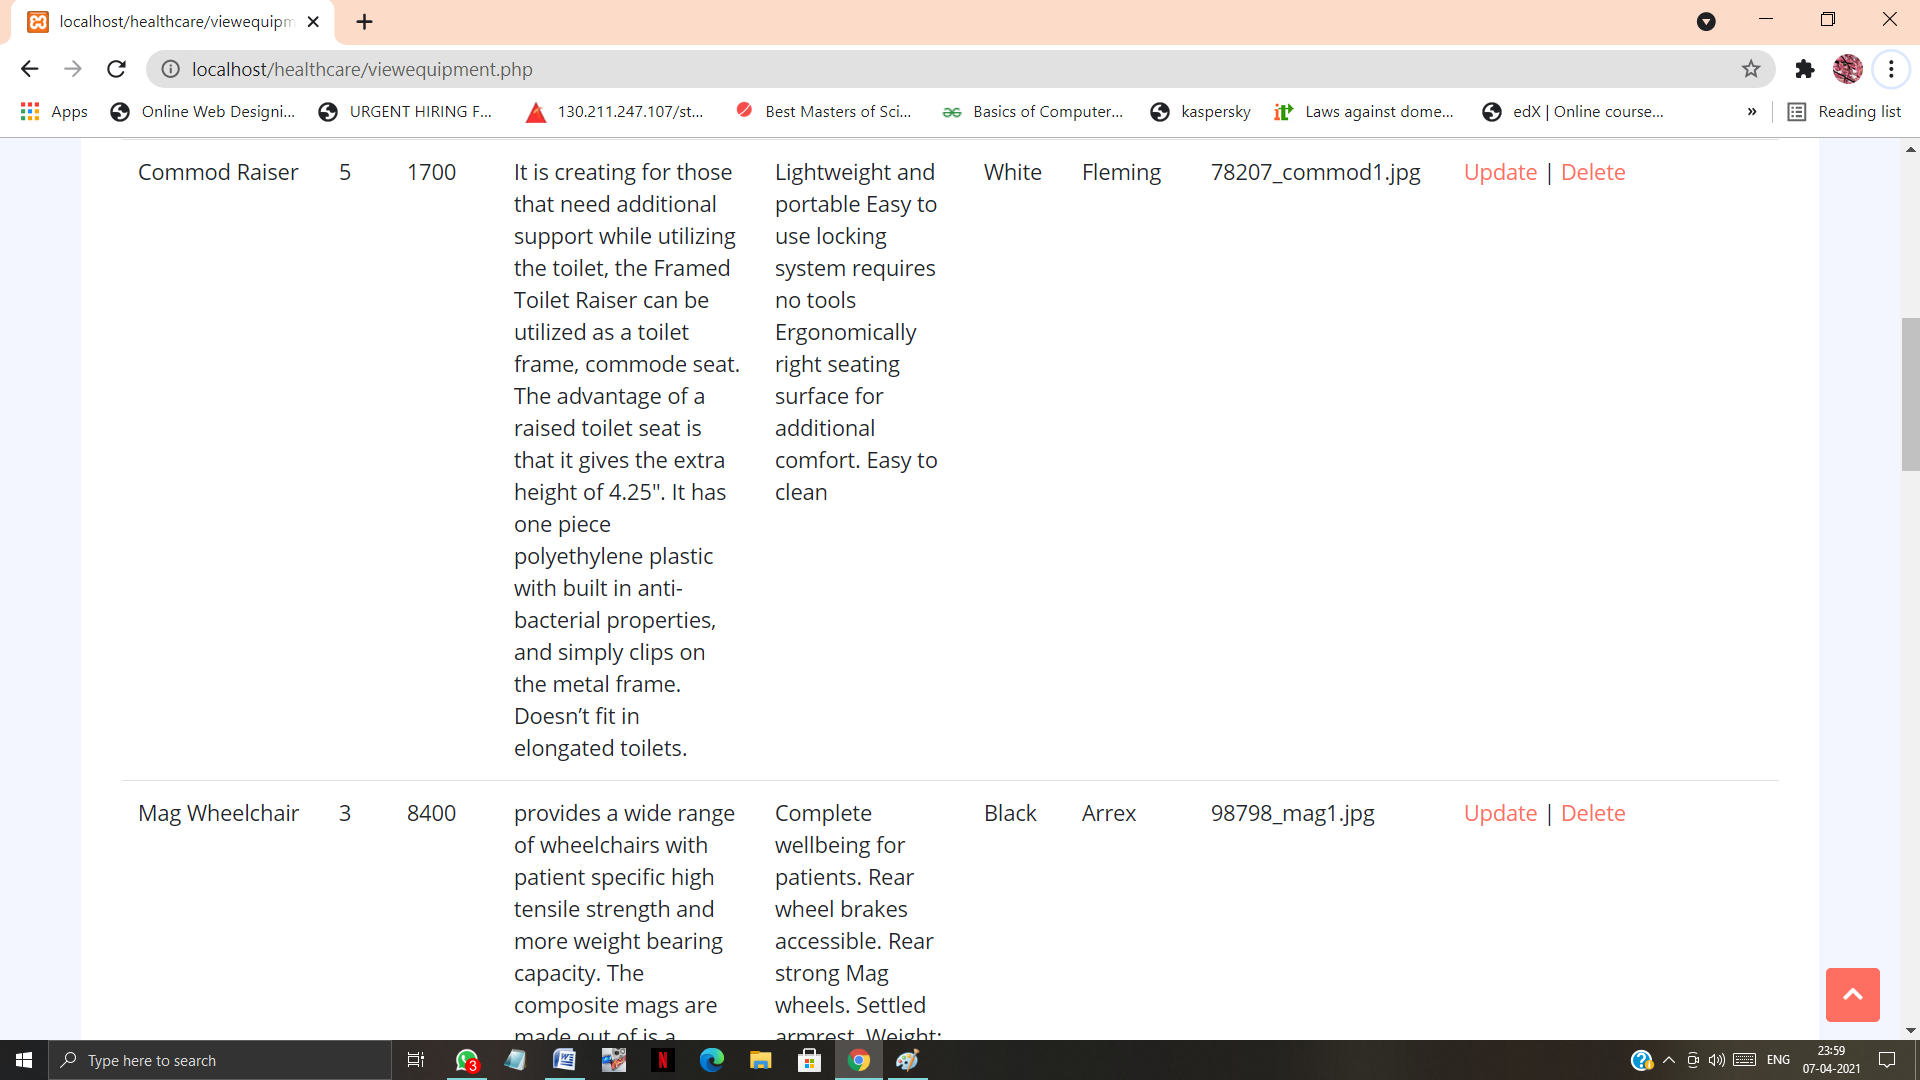 localhost/healthcare/viewequipm
localhost/healthcare/viewequipment.php
Apps Online Web Designi... URGENT HIRING F... 130.211.247.107/st... Best Masters of Sci... Basics of Computer... kaspersky Laws against dome... edX | Online course... » Reading list
Commod Raiser 5 1700 It is creating for those Lightweight and White Fleming 78207_commod1.jpg Update | Delete
that need additional portable Easy to
support while utilizing use locking
the toilet, the Framed system requires
Toilet Raiser can be no tools
utilized as a toilet Ergonomically
frame, commode seat. right seating
The advantage of a surface for
raised toilet seat is additional
that it gives the extra comfort. Easy to
height of 4.25". It has clean
one piece
polyethylene plastic
with built in anti-
bacterial properties,
and simply clips on
the metal frame.
Doesn’t fit in
elongated toilets.
Mag Wheelchair 3 8400 provides a wide range Complete Black Arrex 98798_mag1.jpg Update | Delete
of wheelchairs with wellbeing for
patient specific high patients. Rear
tensile strength and wheel brakes
more weight bearing accessible. Rear
capacity. The strong Mag
composite mags are wheels. Settled
made out of is a armrest. Weight:
Type here to search 3 ENG 23:59
07-04-2021